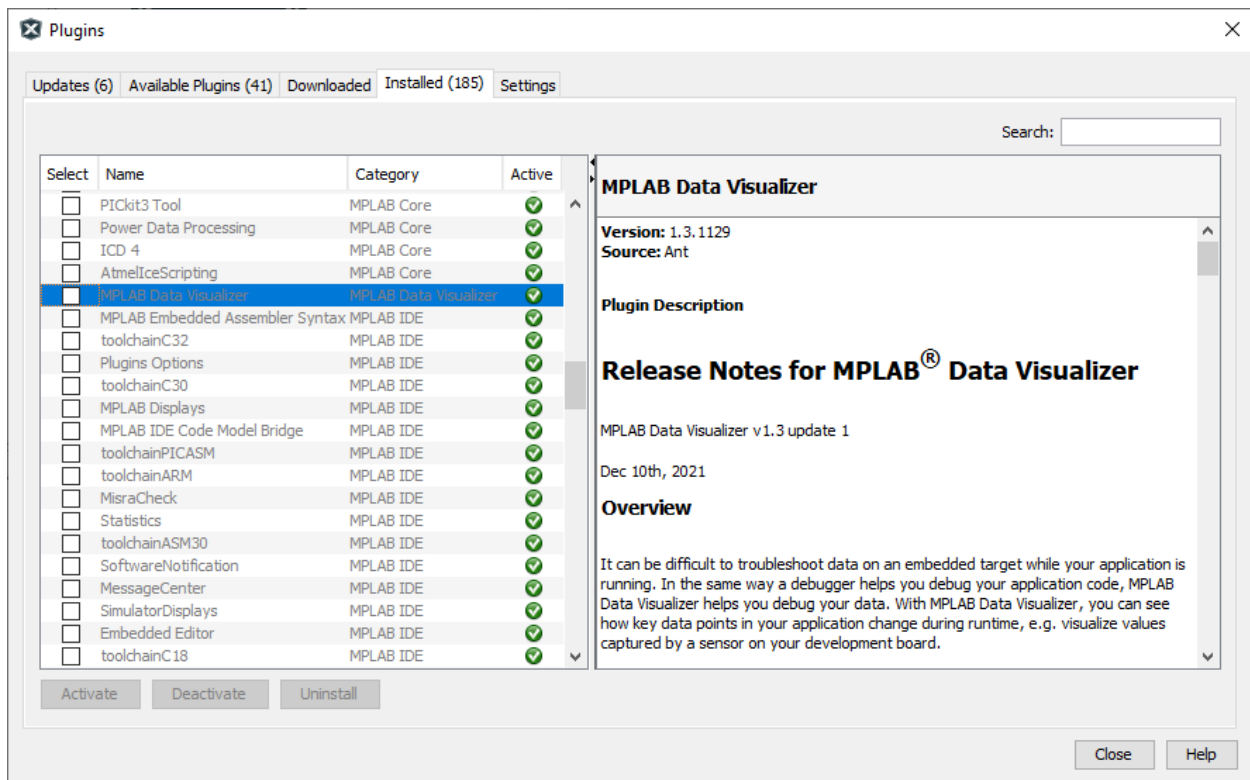 Plugins
Updates (6) Available Plugins (41) Downloaded Installed (185) Settings
Search:
Select Name Category Active
PICkit3 Tool MPLAB Core
Power Data Processing MPLAB Core
ICD 4 MPLAB Core
AtmelIceScripting MPLAB Core
MPLAB Data Visualizer MPLAB Data Visualizer
MPLAB Embedded Assembler Syntax MPLAB IDE
toolchainC32 MPLAB IDE
Plugins Options MPLAB IDE
toolchainC30 MPLAB IDE
MPLAB Displays MPLAB IDE
MPLAB IDE Code Model Bridge MPLAB IDE
toolchainPICASM MPLAB IDE
toolchainARM MPLAB IDE
MisraCheck MPLAB IDE
Statistics MPLAB IDE
toolchainASM30 MPLAB IDE
SoftwareNotification MPLAB IDE
MessageCenter MPLAB IDE
SimulatorDisplays MPLAB IDE
Embedded Editor MPLAB IDE
toolchainC18 MPLAB IDE
Activate Deactivate Uninstall
MPLAB Data Visualizer
Version: 1.3.1129
Source: Ant
Plugin Description
Release Notes for MPLAB® Data Visualizer
MPLAB Data Visualizer v1.3 update 1
Dec 10th, 2021
Overview
It can be difficult to troubleshoot data on an embedded target while your application is
running. In the same way a debugger helps you debug your application code, MPLAB
Data Visualizer helps you debug your data. With MPLAB Data Visualizer, you can see
how key data points in your application change during runtime, e.g. visualize values
captured by a sensor on your development board.
Close Help